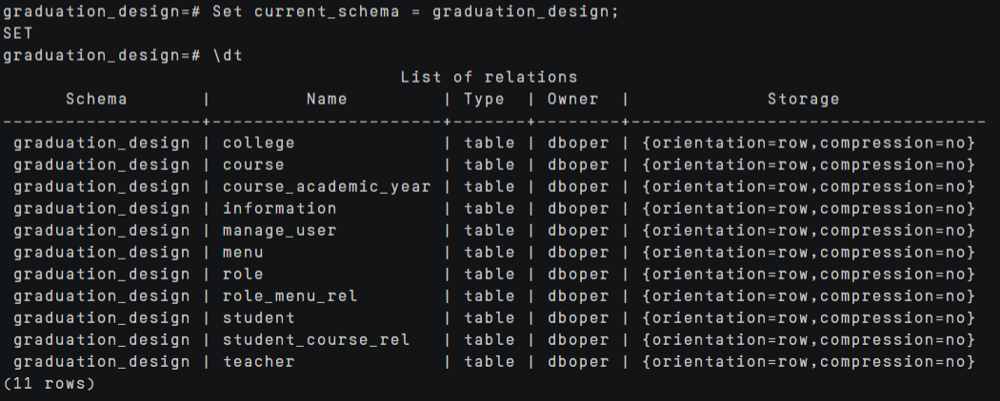 graduation_design=# Set current_schema = graduation_design;
SET
graduation_design=# \dt
                                List of relations
       Schema       |         Name         | Type  | Owner  |             Storage
--------------------+----------------------+-------+--------+----------------------------------
 graduation_design | college              | table | dboper | {orientation=row,compression=no}
 graduation_design | course               | table | dboper | {orientation=row,compression=no}
 graduation_design | course_academic_year | table | dboper | {orientation=row,compression=no}
 graduation_design | information          | table | dboper | {orientation=row,compression=no}
 graduation_design | manage_user          | table | dboper | {orientation=row,compression=no}
 graduation_design | menu                 | table | dboper | {orientation=row,compression=no}
 graduation_design | role                 | table | dboper | {orientation=row,compression=no}
 graduation_design | role_menu_rel        | table | dboper | {orientation=row,compression=no}
 graduation_design | student              | table | dboper | {orientation=row,compression=no}
 graduation_design | student_course_rel   | table | dboper | {orientation=row,compression=no}
 graduation_design | teacher              | table | dboper | {orientation=row,compression=no}
(11 rows)